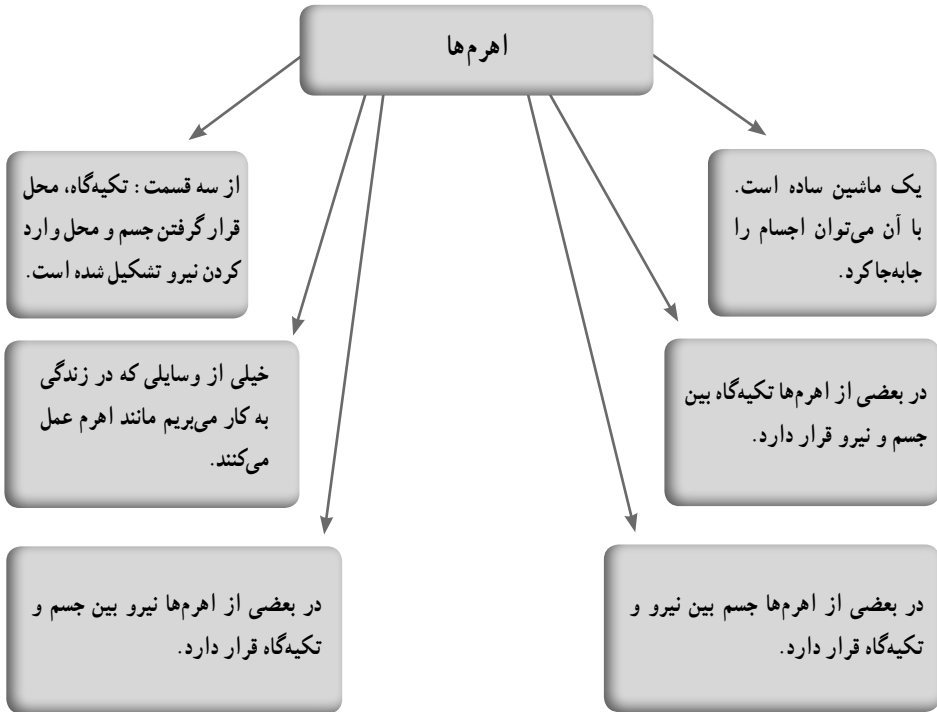 اهرم‌ها
یک ماشین ساده است.
با آن می‌توان اجسام را
جابه‌جا کرد.
از سه قسمت : تکیه‌گاه، محل
قرار گرفتن جسم و محل وارد
کردن نیرو تشکیل شده است.
در بعضی از اهرم‌ها تکیه‌گاه بین
جسم و نیرو قرار دارد.
خیلی از وسایلی که در زندگی
به کار می‌بریم مانند اهرم عمل
می‌کنند.
در بعضی از اهرم‌ها جسم بین نیرو و
تکیه‌گاه قرار دارد.
در بعضی از اهرم‌ها نیرو بین جسم و
تکیه‌گاه قرار دارد.